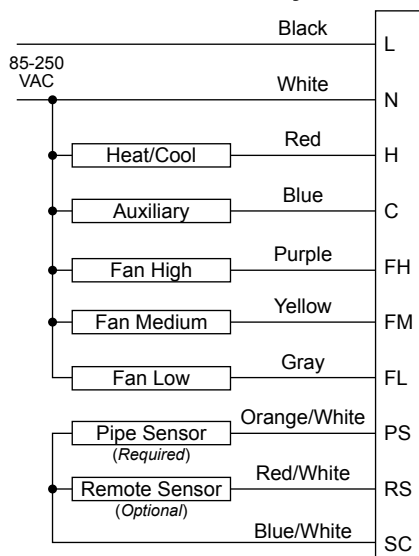 Black
L
85-250
VAC
White
N
Heat/Cool
Red
H
Auxiliary
Blue
C
Fan High
Purple
FH
Fan Medium
Yellow
FM
Fan Low
Gray
FL
Pipe Sensor
(Required)
Orange/White
PS
Remote Sensor
(Optional)
Red/White
RS
Blue/White
SC